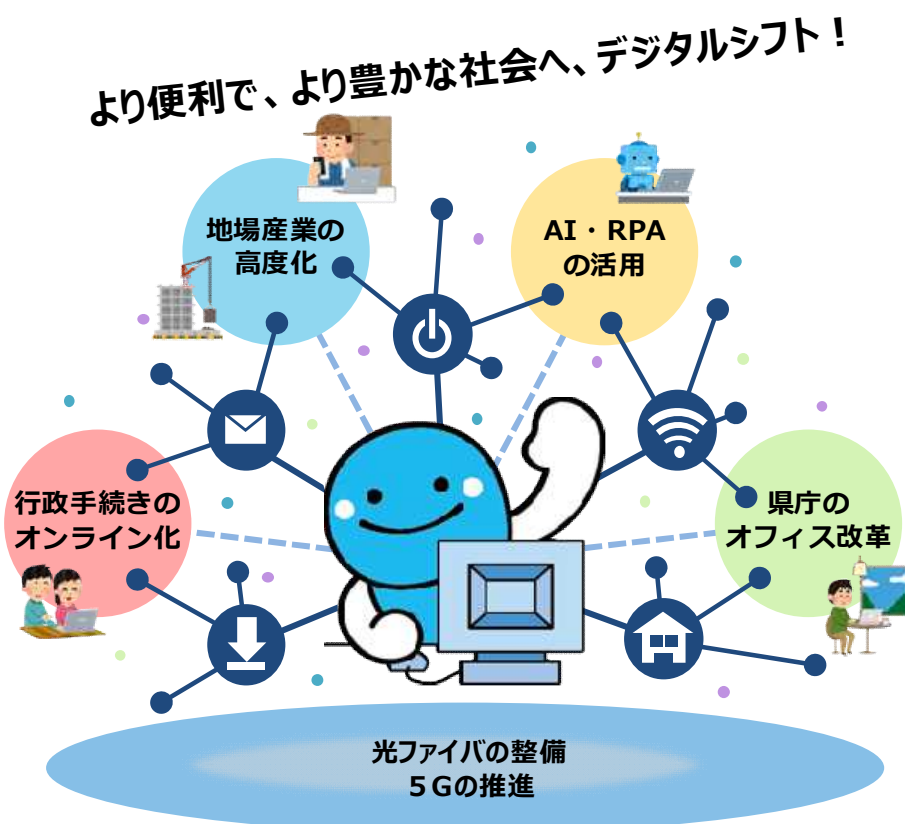 より便利で、より豊かな社会へ、デジタルシフト！
地場産業の
高度化
AI・RPA
の活用
行政手続きの
オンライン化
県庁の
オフィス改革
光ファイバの整備
５Gの推進